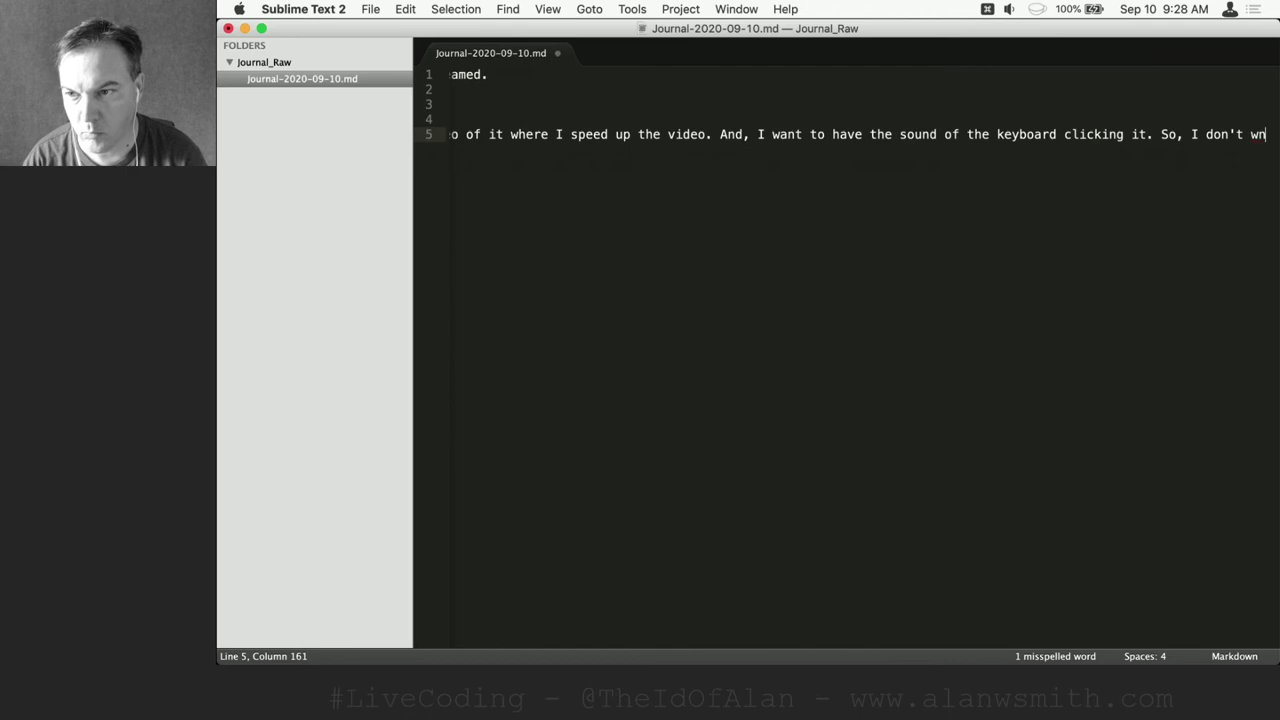 Sublime Text 2 File Edit Selection Find View Goto Tools Project Window Help 100% Sep 10 9:28 AM
Journal-2020-09-10.md — Journal_Raw
FOLDERS
Journal_Raw
Journal-2020-09-10.md
Journal-2020-09-10.md
1 amed.
2
3
4
5 o of it where I speed up the video. And, I want to have the sound of the keyboard clicking it. So, I don't wn
Line 5, Column 161 1 misspelled word Spaces: 4 Markdown
#LiveCoding - @TheIdOfAlan - www.alanwsmith.com